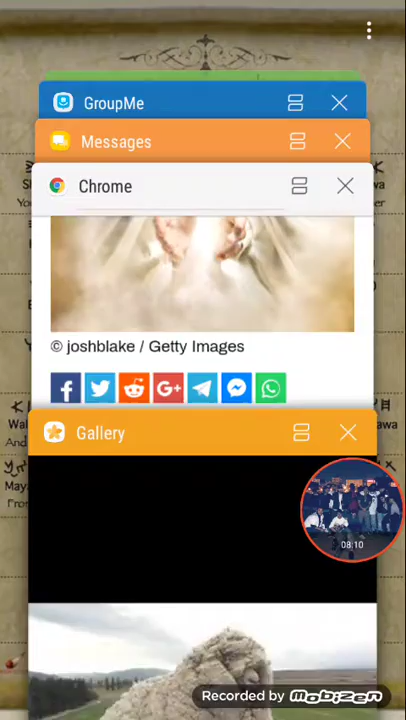 GroupMe
Messages
Chrome
© joshblake / Getty Images
Gallery
08:10
Recorded by Mobizen